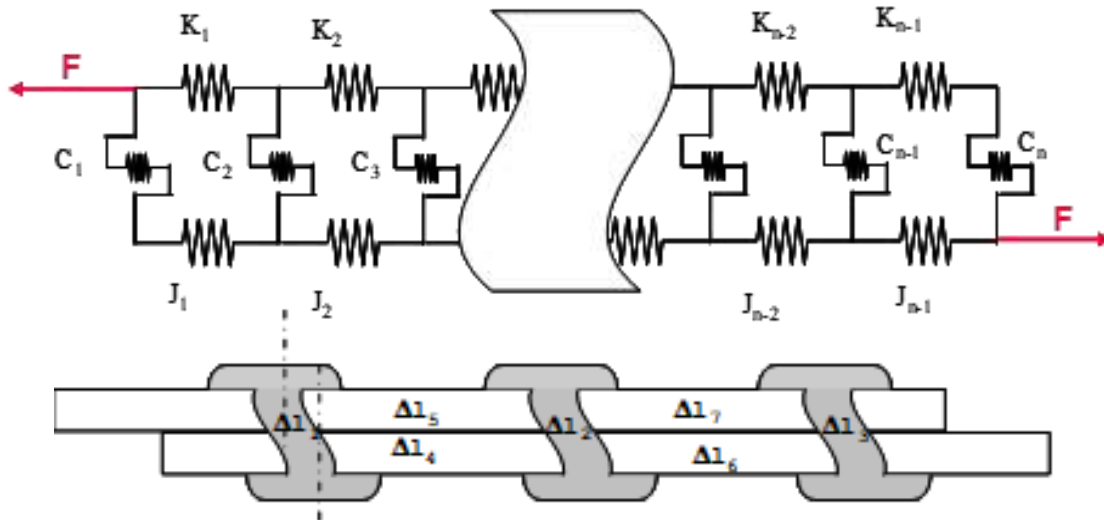 K₁ K₂ Kₙ₋₂ Kₙ₋₁
F
C₁ C₂ C₃ Cₙ₋₁ Cₙ
F
J₁ J₂ Jₙ₋₂ Jₙ₋₁
Δl₅ Δl₇
Δl Δl₂ Δl₃
Δl₄ Δl₆